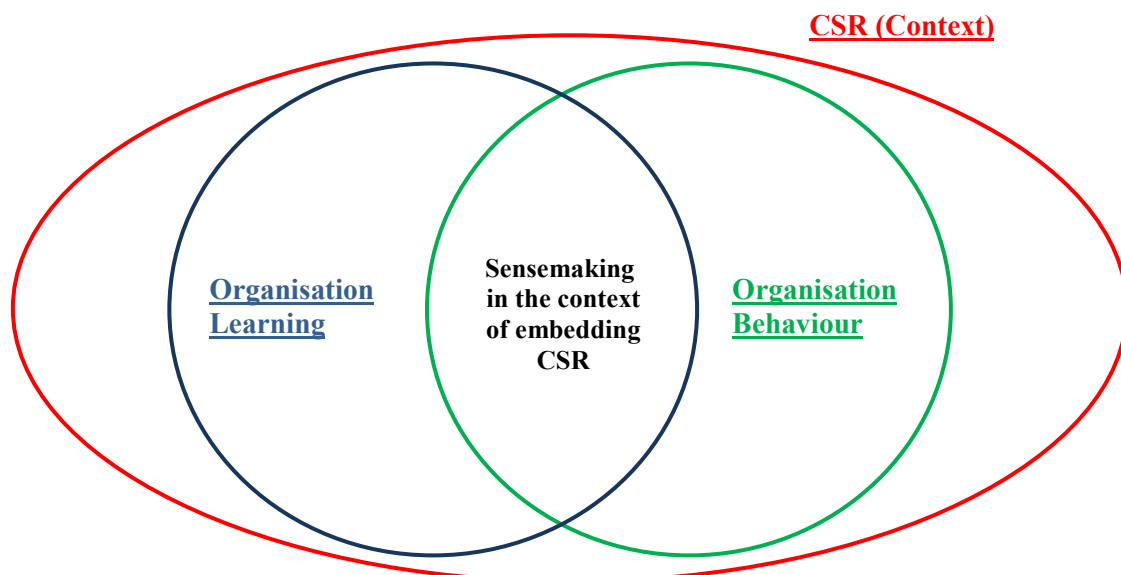 CSR (Context)
Organisation
Learning
Sensemaking
in the context
of embedding
CSR
Organisation
Behaviour